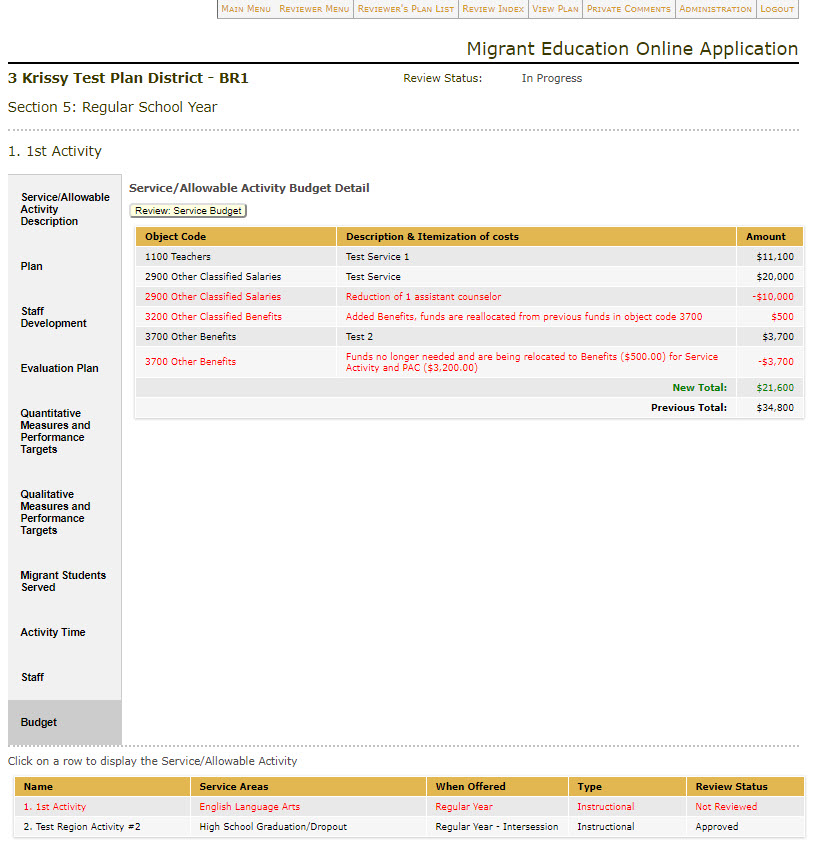 MAIN MENU REVIEWER MENU REVIEWER'S PLAN LIST REVIEW INDEX VIEW PLAN PRIVATE COMMENTS ADMINISTRATION LOGOUT
Migrant Education Online Application
3 Krissy Test Plan District - BR1 Review Status: In Progress
Section 5: Regular School Year
1. 1st Activity
Service/Allowable
Activity
Description
Plan
Staff
Development
Evaluation Plan
Quantitative
Measures and
Performance
Targets
Qualitative
Measures and
Performance
Targets
Migrant Students
Served
Activity Time
Staff
Budget
Service/Allowable Activity Budget Detail
Review: Service Budget
Object Code Description & Itemization of costs Amount
1100 Teachers Test Service 1 $11,100
2900 Other Classified Salaries Test Service $20,000
2900 Other Classified Salaries Reduction of 1 assistant counselor -$10,000
3200 Other Classified Benefits Added Benefits, funds are reallocated from previous funds in object code 3700 $500
3700 Other Benefits Test 2 $3,700
3700 Other Benefits Funds no longer needed and are being relocated to Benefits ($500.00) for Service -$3,700
Activity and PAC ($3,200.00)
New Total: $21,600
Previous Total: $34,800
Click on a row to display the Service/Allowable Activity
Name Service Areas When Offered Type Review Status
1. 1st Activity English Language Arts Regular Year Instructional Not Reviewed
2. Test Region Activity #2 High School Graduation/Dropout Regular Year - Intersession Instructional Approved